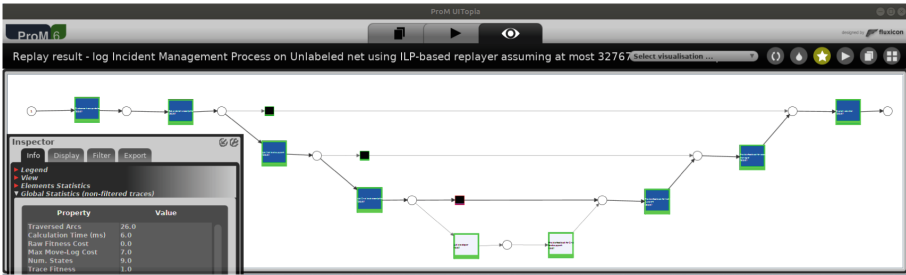 ProM UITopia
ProM 6
designed by fluxicon
Replay result - log Incident Management Process on Unlabeled net using ILP-based replayer assuming at most 32767
Select visualisation ...
Inspector
Info Display Filter Export
Legend
View
Elements Statistics
Global Statistics (non-filtered traces)
Property Value
Traversed Arcs 26.0
Calculation Time (ms) 6.0
Raw Fitness Cost 0.0
Max Move-Log Cost 7.0
Num. States 9.0
Trace Fitness 1.0